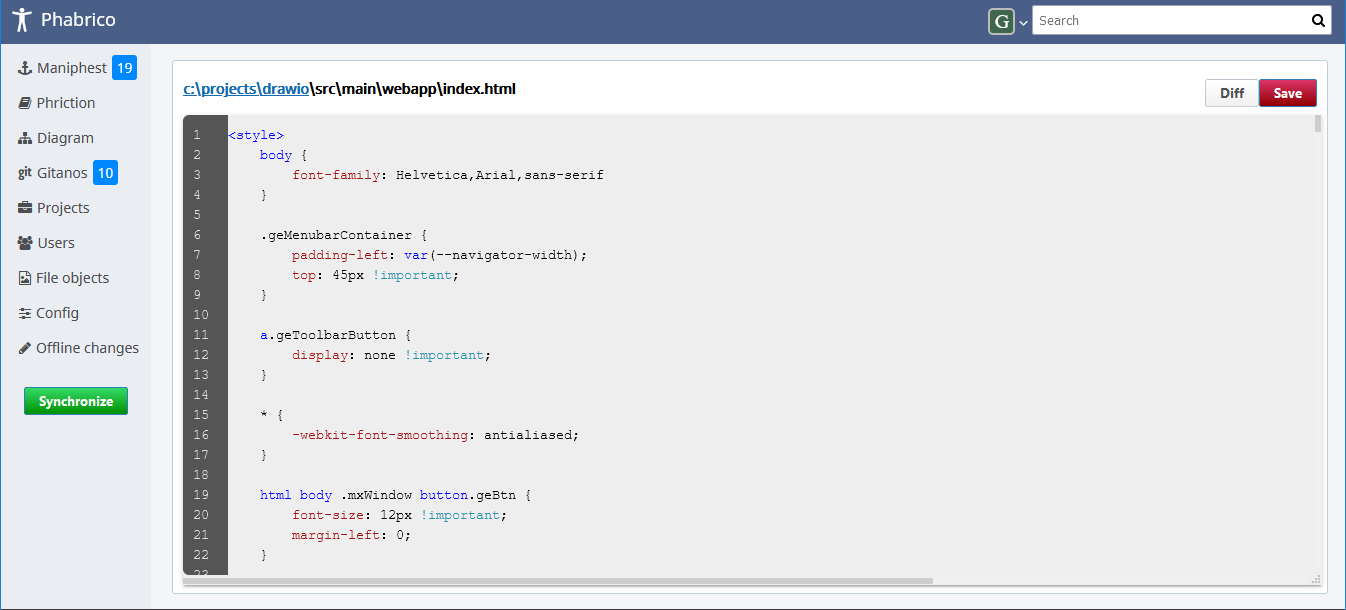 Phabrico
G
Search
Maniphest 19
Phriction
Diagram
git Gitanos 10
Projects
Users
File objects
Config
Offline changes
Synchronize
c:\projects\drawio\src\main\webapp\index.html
Diff Save
1 <style>
2 body {
3 font-family: Helvetica,Arial,sans-serif
4 }
5
6 .geMenubarContainer {
7 padding-left: var(--navigator-width);
8 top: 45px !important;
9 }
10
11 a.geToolbarButton {
12 display: none !important;
13 }
14
15 * {
16 -webkit-font-smoothing: antialiased;
17 }
18
19 html body .mxWindow button.geBtn {
20 font-size: 12px !important;
21 margin-left: 0;
22 }
23